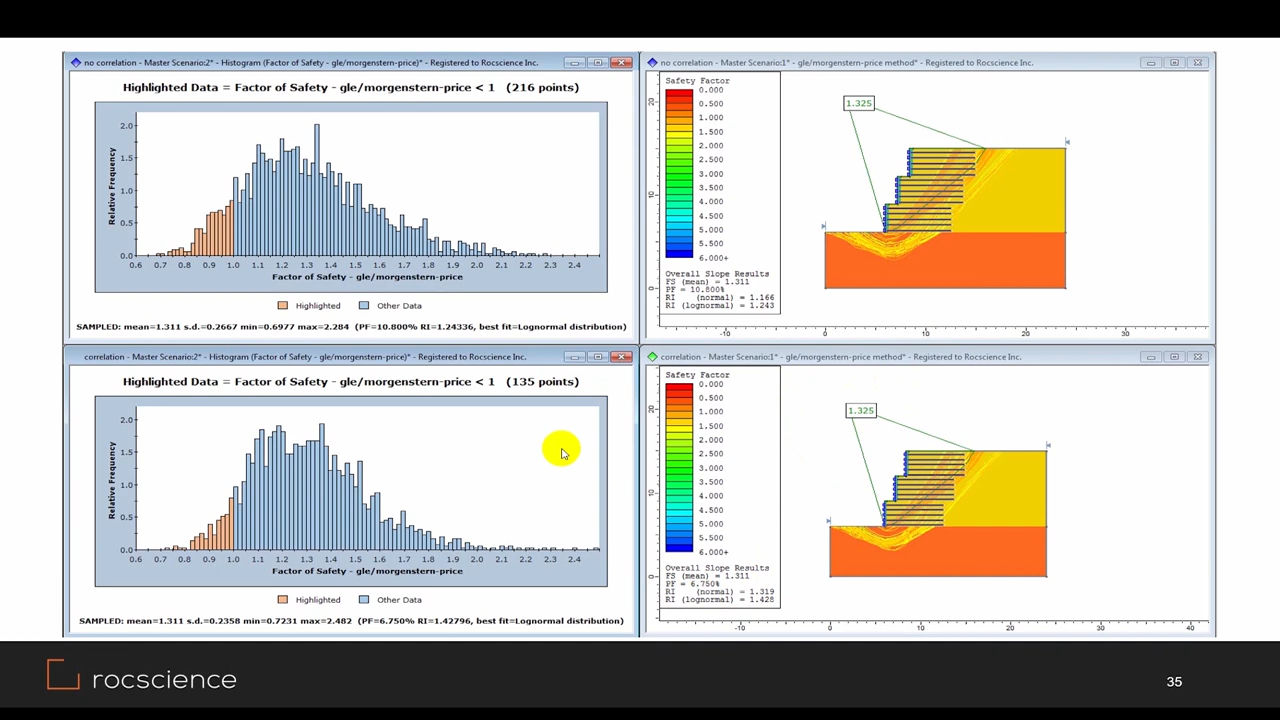 no correlation - Master Scenario:2* - Histogram (Factor of Safety - gle/morgenstern-price)* - Registered to Rocscience Inc.
Highlighted Data = Factor of Safety - gle/morgenstern-price < 1 (216 points)
Relative Frequency
2.0
1.5
1.0
0.5
0.0
0.6 0.7 0.8 0.9 1.0 1.1 1.2 1.3 1.4 1.5 1.6 1.7 1.8 1.9 2.0 2.1 2.2 2.3 2.4
Factor of Safety - gle/morgenstern-price
Highlighted Other Data
SAMPLED: mean=1.311 s.d.=0.2667 min=0.6977 max=2.284 (PF=10.800% RI=1.24336, best fit=Lognormal distribution)
no correlation - Master Scenario:1* - gle/morgenstern-price method* - Registered to Rocscience Inc.
Safety Factor
0.000
0.500
1.000
1.500
2.000
2.500
3.000
3.500
4.000
4.500
5.000
5.500
6.000+
Overall Slope Results
FS (mean) = 1.311
PF = 10.800%
RI (normal) = 1.166
RI (lognormal) = 1.243
1.325
20
10
0
-10 0 10 20 30
correlation - Master Scenario:2* - Histogram (Factor of Safety - gle/morgenstern-price)* - Registered to Rocscience Inc.
Highlighted Data = Factor of Safety - gle/morgenstern-price < 1 (135 points)
Relative Frequency
2.0
1.5
1.0
0.5
0.0
0.6 0.7 0.8 0.9 1.0 1.1 1.2 1.3 1.4 1.5 1.6 1.7 1.8 1.9 2.0 2.1 2.2 2.3 2.4
Factor of Safety - gle/morgenstern-price
Highlighted Other Data
SAMPLED: mean=1.311 s.d.=0.2358 min=0.7231 max=2.482 (PF=6.750% RI=1.42796, best fit=Lognormal distribution)
correlation - Master Scenario:1* - gle/morgenstern-price method* - Registered to Rocscience Inc.
Safety Factor
0.000
0.500
1.000
1.500
2.000
2.500
3.000
3.500
4.000
4.500
5.000
5.500
6.000+
Overall Slope Results
FS (mean) = 1.311
PF = 6.750%
RI (normal) = 1.319
RI (lognormal) = 1.428
1.325
20
10
0
-10 0 10 20 30 40
rocscience
35